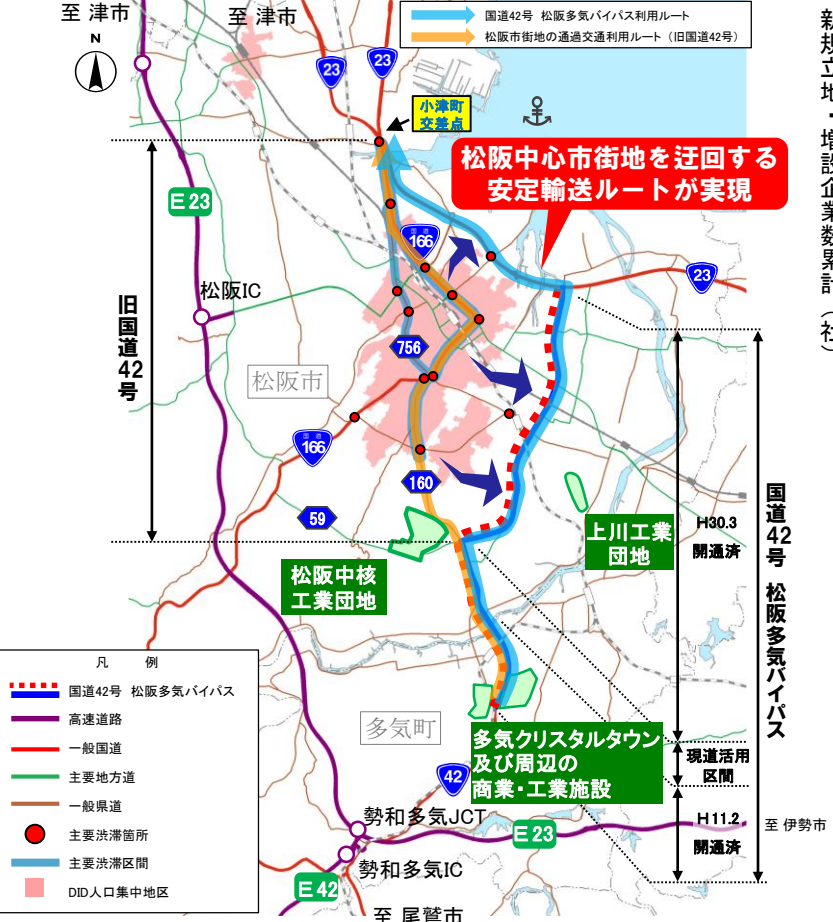 至 津市
至 津市
国道42号 松阪多気バイパス利用ルート
松阪市街地の通過交通利用ルート（旧国道42号）
新規立地・増設企業数累計（社）
N
23
23
小津町
交差点
松阪中心市街地を迂回する
安定輸送ルートが実現
E23
国道
166
23
松阪IC
旧国道42号
756
松阪市
国道
166
160
59
上川工業
団地
H30.3
開通済
国道42号 松阪多気バイパス
松阪中核
工業団地
凡 例
国道42号 松阪多気バイパス
高速道路
一般国道
主要地方道
一般県道
主要渋滞箇所
主要渋滞区間
DID人口集中地区
多気町
多気クリスタルタウン
及び周辺の
商業・工業施設
現道活用
区間
42
勢和多気JCT
E23
H11.2
開通済
至 伊勢市
勢和多気IC
E42
至 尾鷲市